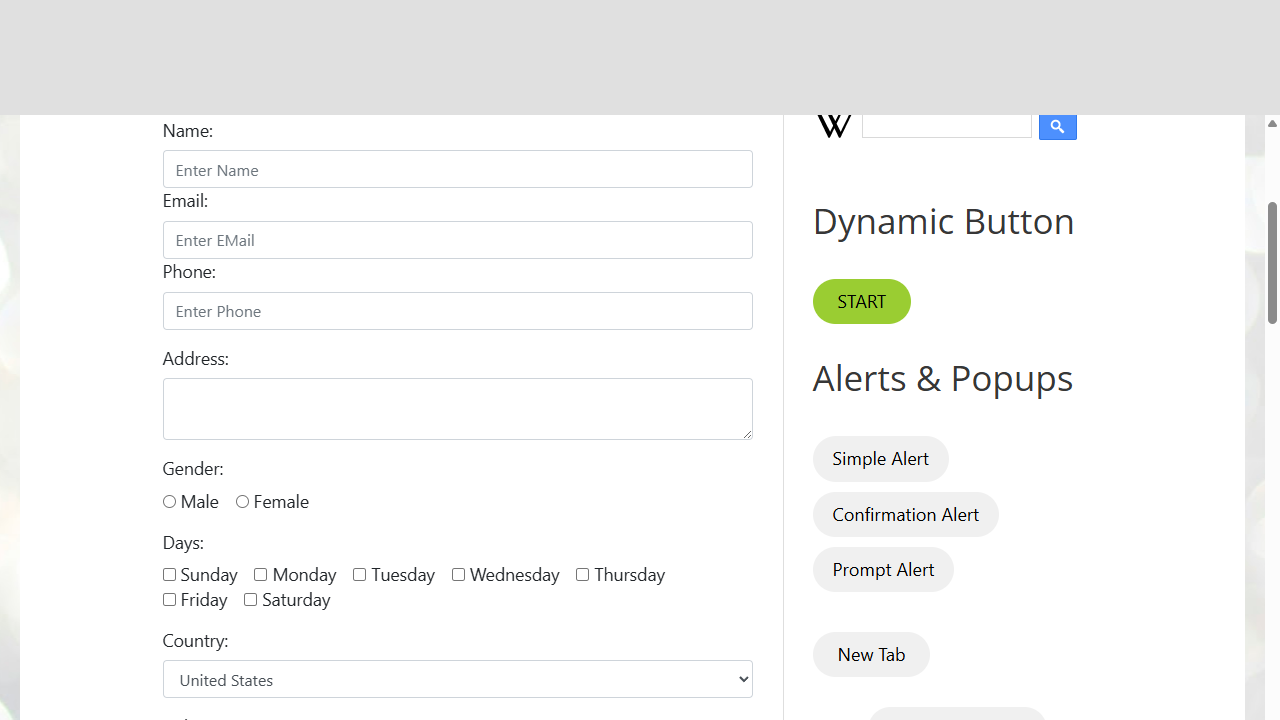 Name:
Enter Name
Email:
Enter EMail
Phone:
Enter Phone
Address:
Gender:
Male Female
Days:
Sunday Monday Tuesday Wednesday Thursday
Friday Saturday
Country:
United States
W
Dynamic Button
START
Alerts & Popups
Simple Alert
Confirmation Alert
Prompt Alert
New Tab